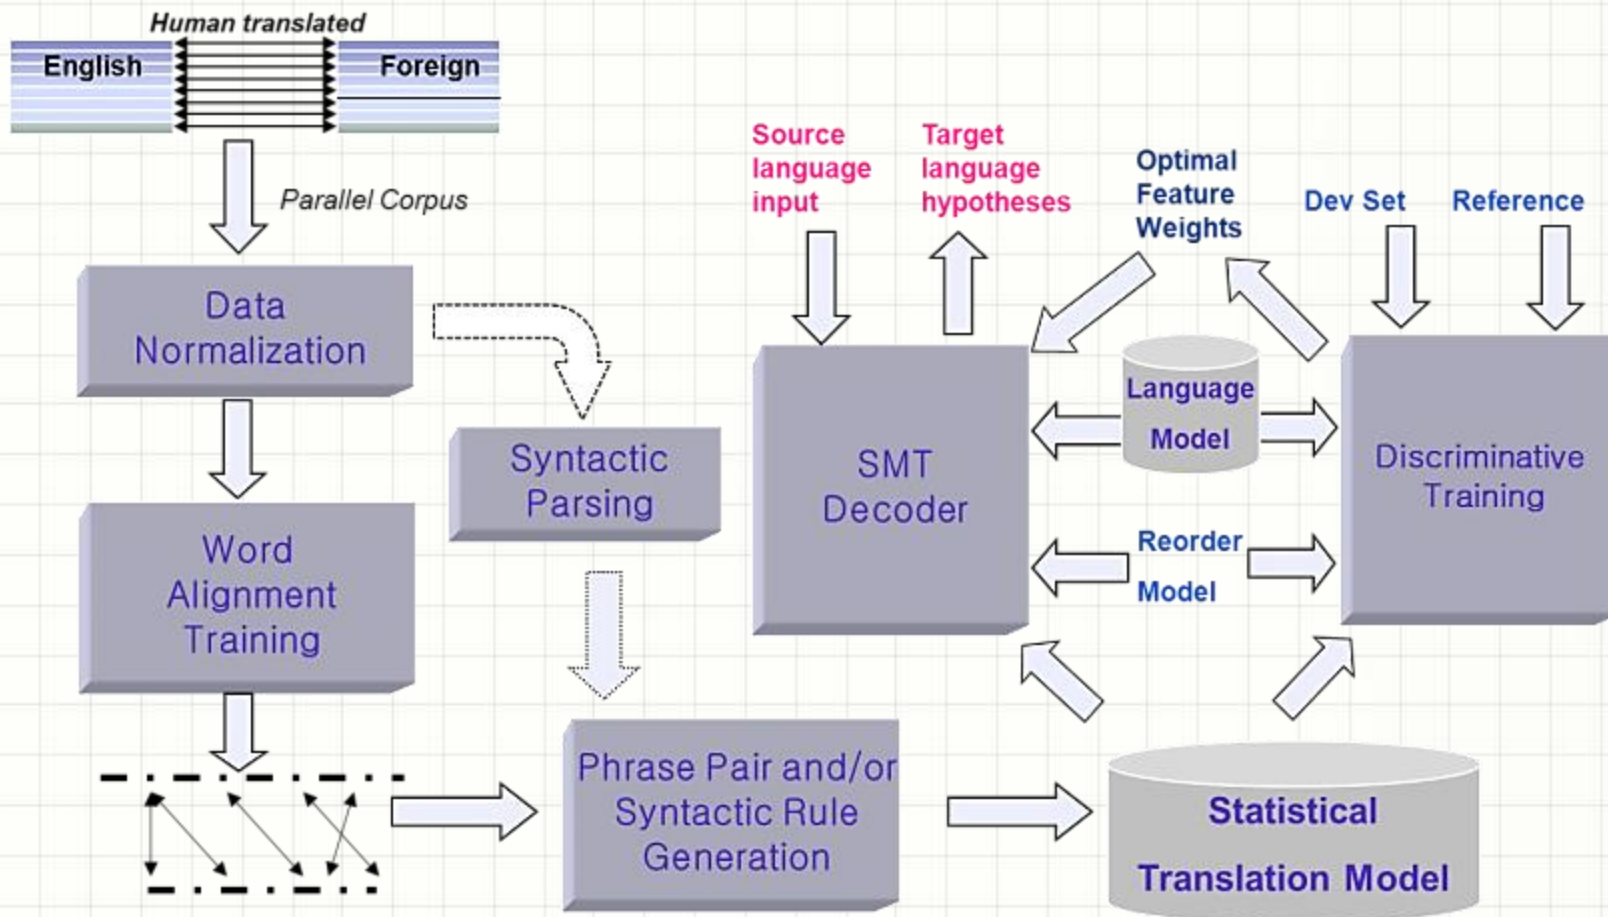 Human translated
English
Foreign
Parallel Corpus
Data
Normalization
Syntactic
Parsing
Word
Alignment
Training
Phrase Pair and/or
Syntactic Rule
Generation
Source
language
input
Target
language
hypotheses
Optimal
Feature
Weights
Dev Set
Reference
SMT
Decoder
Language
Model
Reorder
Model
Discriminative
Training
Statistical
Translation Model